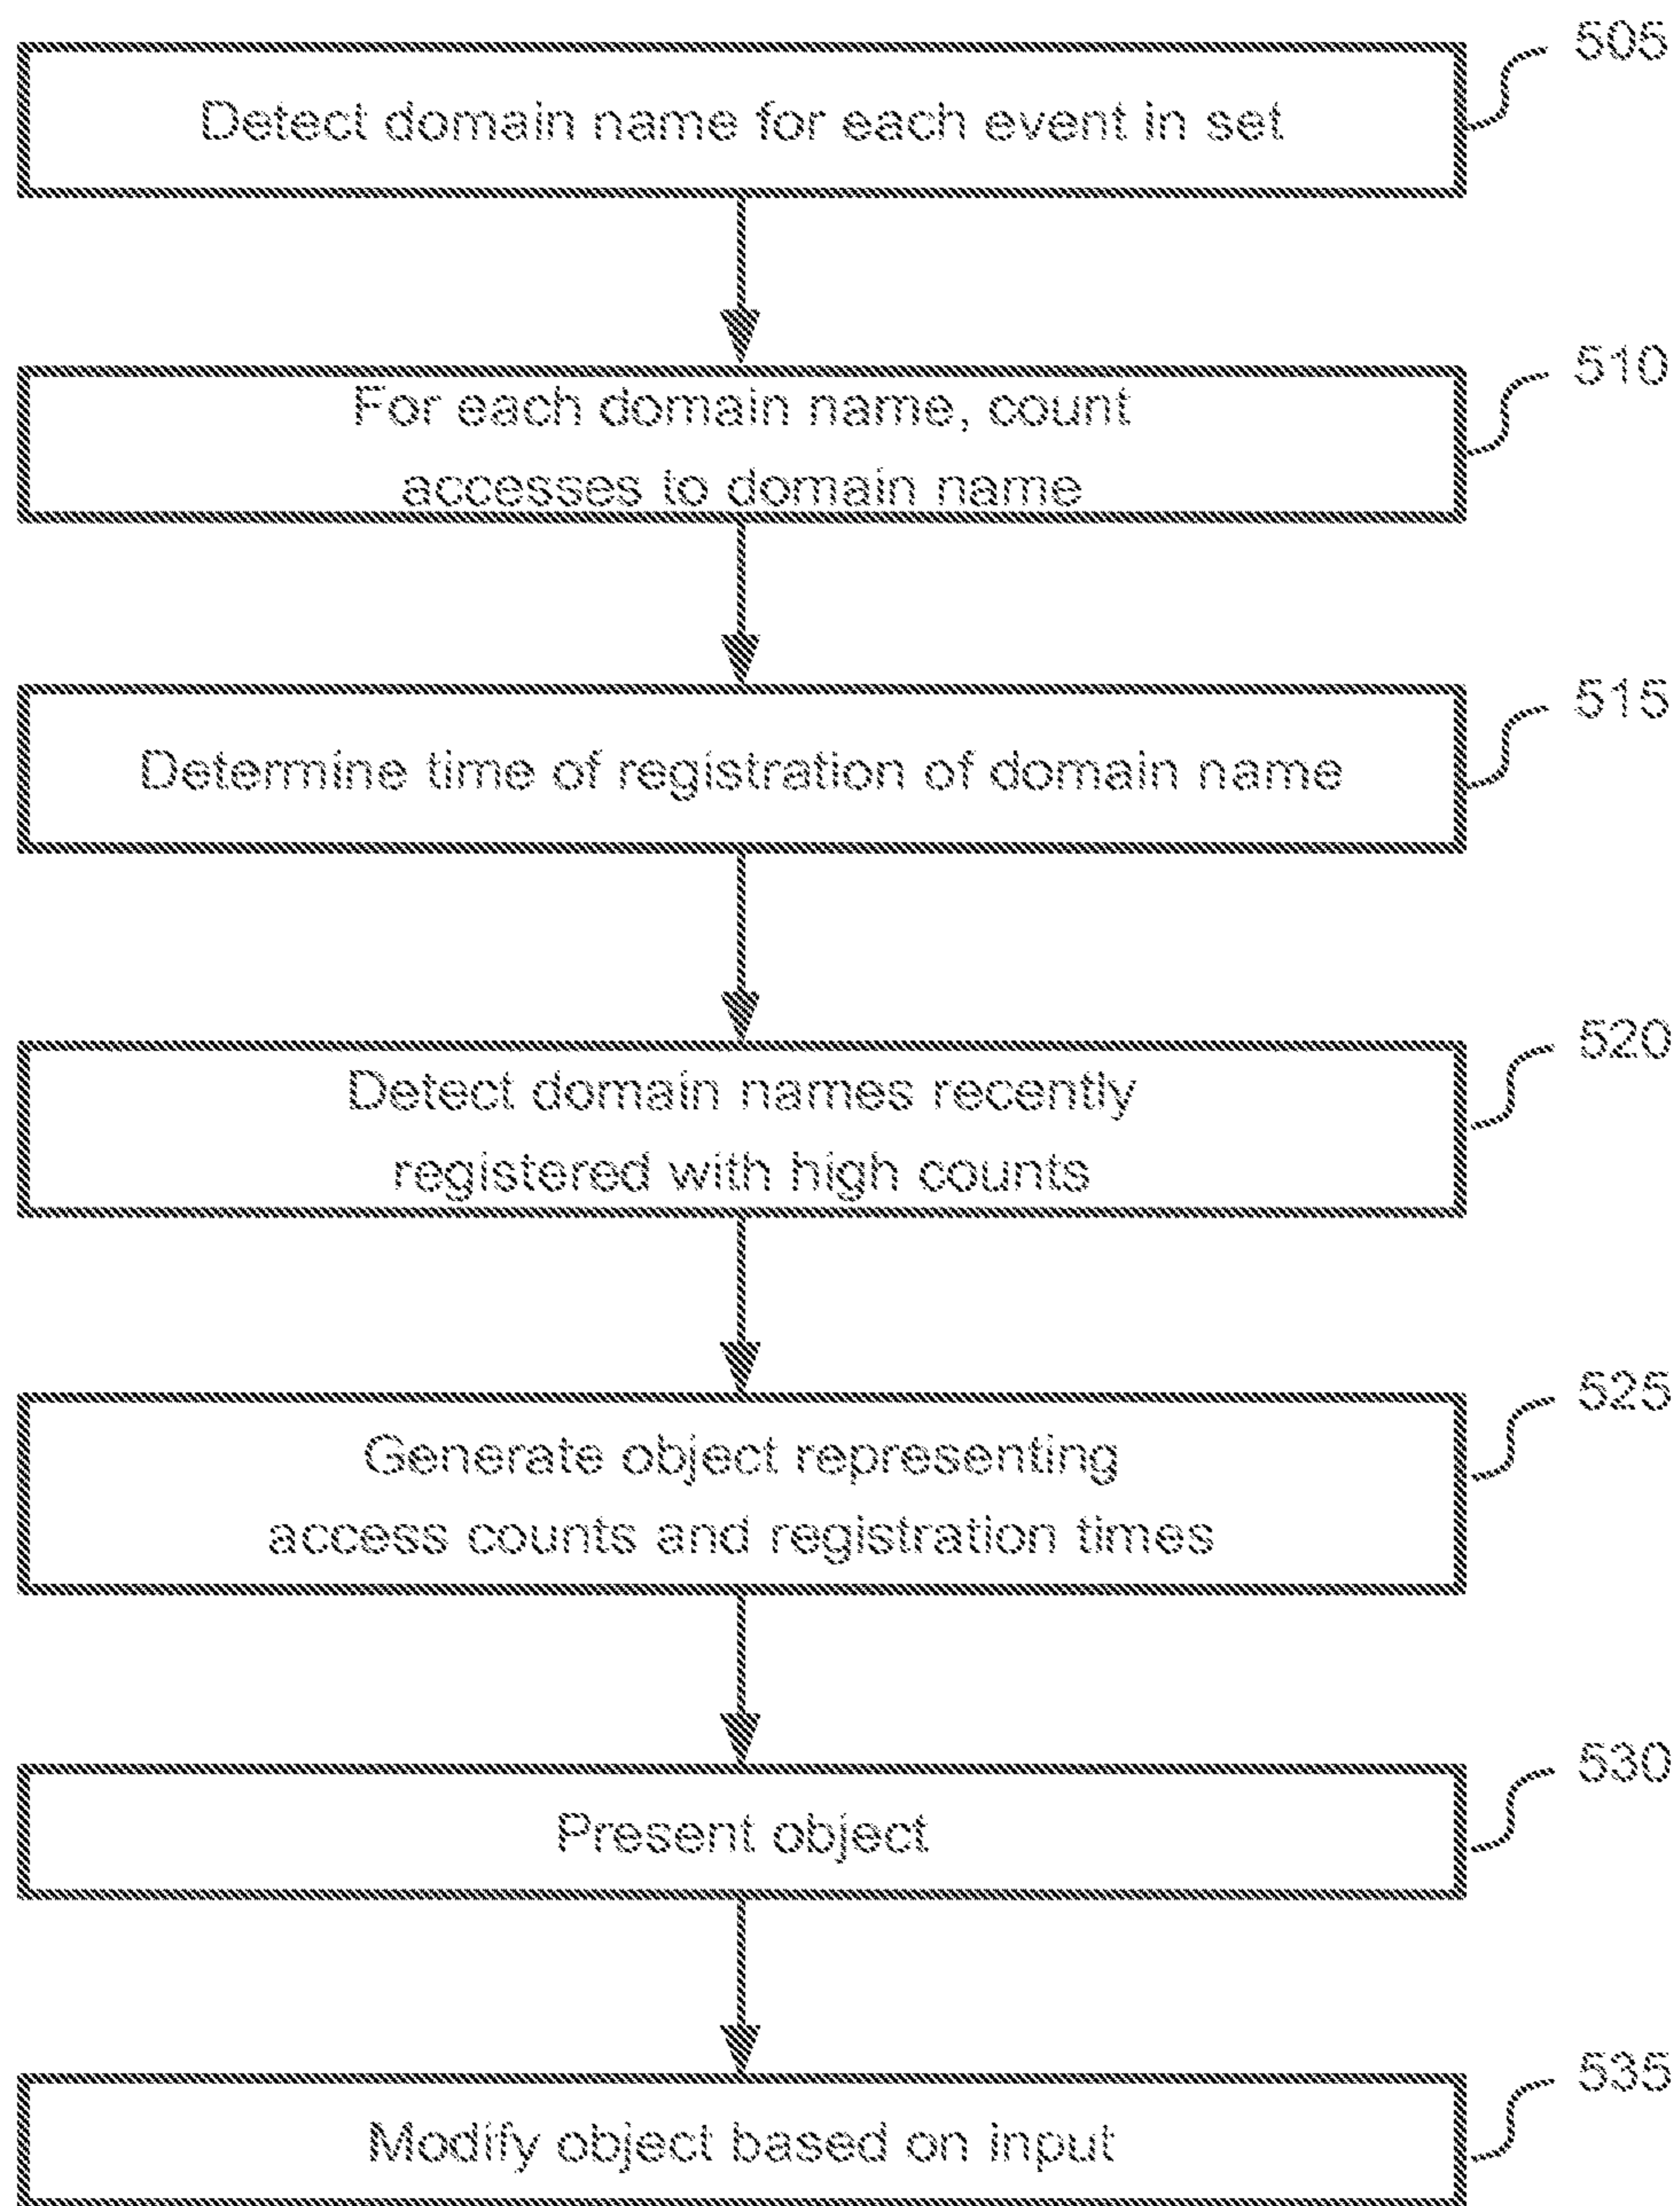 505
Detect domain name for each event in set
510
For each domain name, count
accesses to domain name
515
Determine time of registration of domain name
520
Detect domain names recently
registered with high counts
525
Generate object representing
access counts and registration times
530
Present object
535
Modify object based on input